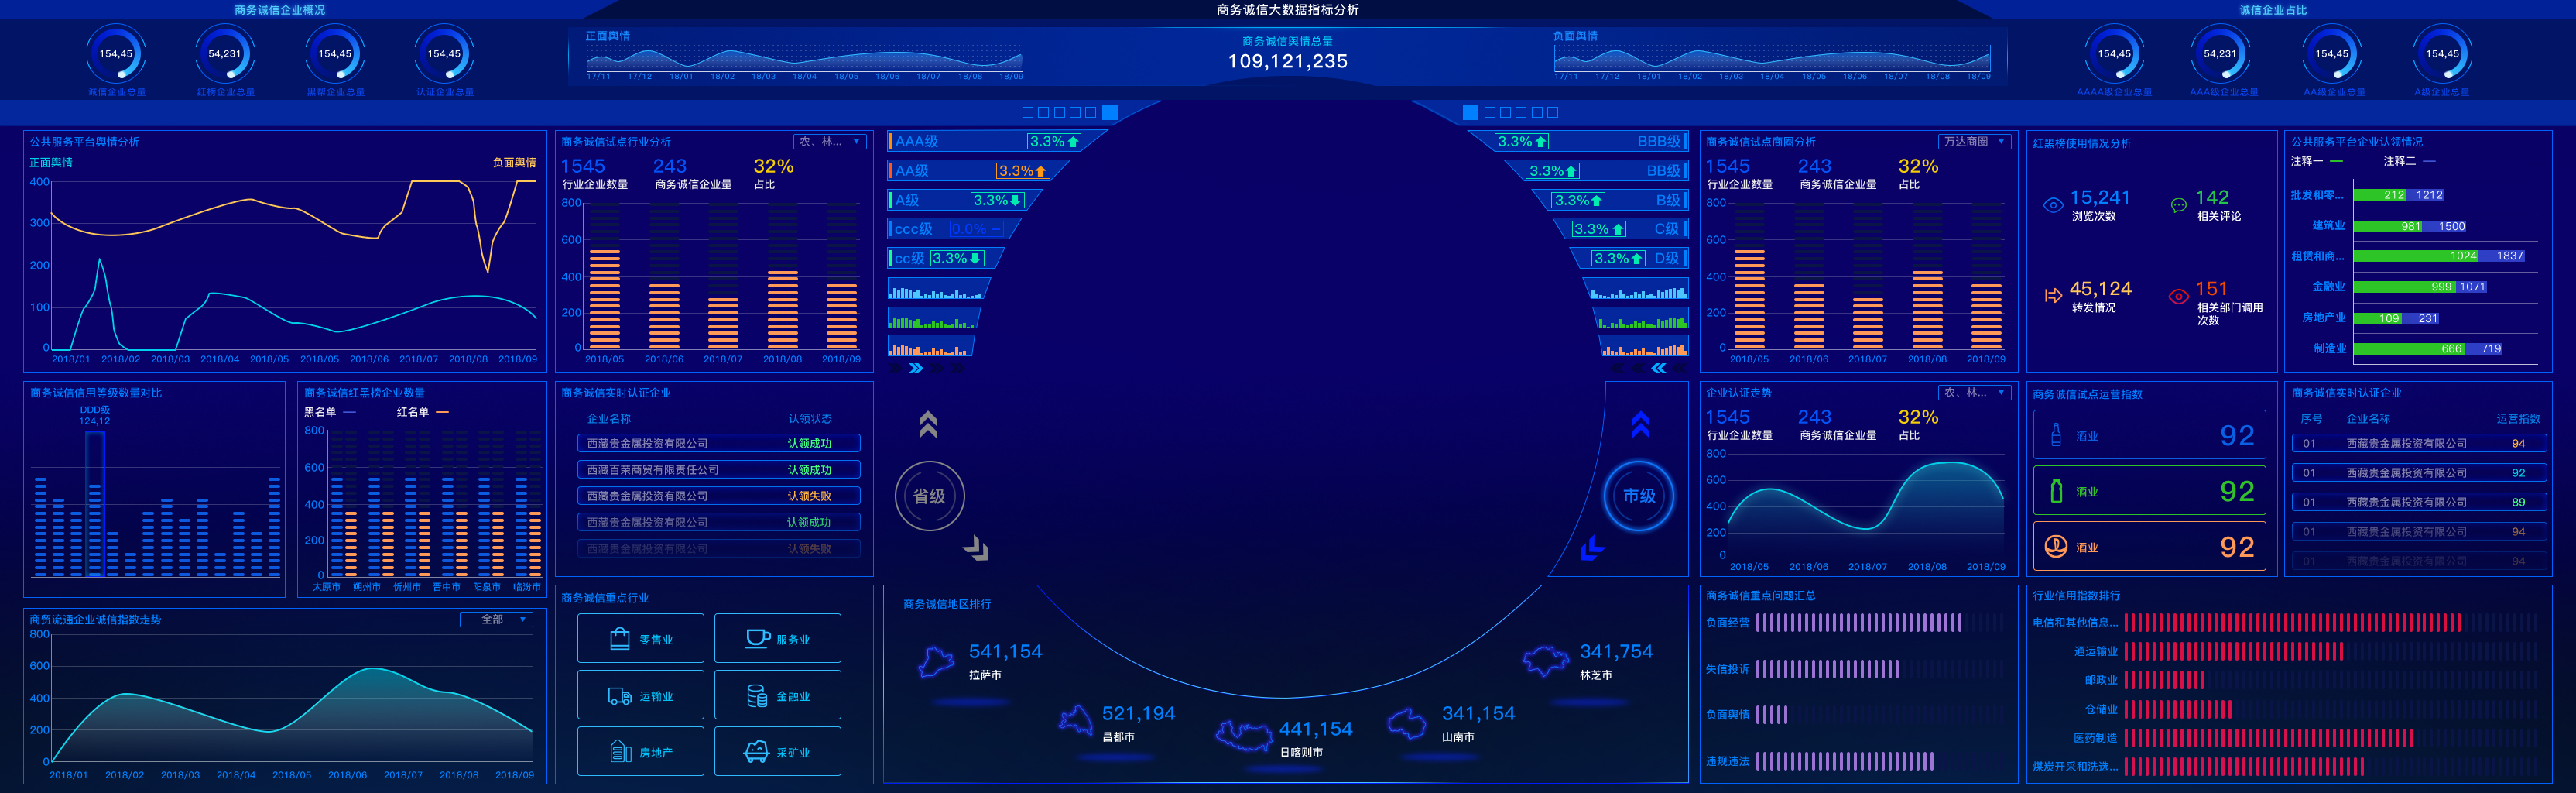 商务诚信企业概况
商务诚信大数据指标分析
诚信企业占比
154,45
54,231
154,45
154,45
诚信企业总量
红榜企业总量
黑帮企业总量
认证企业总量
正面舆情
17/11 17/12 18/01 18/02 18/03 18/04 18/05 18/06 18/07 18/08 18/09
商务诚信舆情总量
109,121,235
负面舆情
17/11 17/12 18/01 18/02 18/03 18/04 18/05 18/06 18/07 18/08 18/09
154,45
54,231
154,45
154,45
AAAA级企业总量
AAA级企业总量
AA级企业总量
A级企业总量
公共服务平台舆情分析
正面舆情
负面舆情
400
300
200
100
0
2018/01 2018/02 2018/03 2018/04 2018/05 2018/05 2018/06 2018/07 2018/08 2018/09
商务诚信试点行业分析
农、林...
1545
243
32%
行业企业数量
商务诚信企业量
占比
800
600
400
200
0
2018/05 2018/06 2018/07 2018/08 2018/09
AAA级 3.3%
AA级 3.3%
A级 3.3%
ccc级 0.0%
cc级 3.3%
3.3% BBB级
3.3% BB级
3.3% B级
3.3% C级
3.3% D级
商务诚信试点商圈分析
万达商圈
1545
243
32%
行业企业数量
商务诚信企业量
占比
800
600
400
200
0
2018/05 2018/06 2018/07 2018/08 2018/09
红黑榜使用情况分析
15,241
浏览次数
142
相关评论
45,124
转发情况
151
相关部门调用
次数
公共服务平台企业认领情况
注释一
注释二
批发和零... 212 1212
建筑业 981 1500
租赁和商... 1024 1837
金融业 999 1071
房地产业 109 231
制造业 666 719
商务诚信信用等级数量对比
DDD级
124,12
商务诚信红黑榜企业数量
黑名单
红名单
800
600
400
200
0
太原市 朔州市 忻州市 晋中市 阳泉市 临汾市
商务诚信实时认证企业
企业名称 认领状态
西藏贵金属投资有限公司 认领成功
西藏百荣商贸有限责任公司 认领成功
西藏贵金属投资有限公司 认领失败
西藏贵金属投资有限公司 认领成功
西藏贵金属投资有限公司 认领失败
省级
市级
企业认证走势
农、林...
1545
243
32%
行业企业数量
商务诚信企业量
占比
800
600
400
200
0
2018/05 2018/06 2018/07 2018/08 2018/09
商务诚信试点运营指数
酒业 92
酒业 92
酒业 92
商务诚信实时认证企业
序号 企业名称 运营指数
01 西藏贵金属投资有限公司 94
01 西藏贵金属投资有限公司 92
01 西藏贵金属投资有限公司 89
01 西藏贵金属投资有限公司 94
01 西藏贵金属投资有限公司 94
商贸流通企业诚信指数走势
全部
800
600
400
200
0
2018/01 2018/02 2018/03 2018/04 2018/05 2018/06 2018/07 2018/08 2018/09
商务诚信重点行业
零售业
服务业
运输业
金融业
房地产
采矿业
商务诚信地区排行
541,154
拉萨市
521,194
昌都市
441,154
日喀则市
341,154
山南市
341,754
林芝市
商务诚信重点问题汇总
负面经营
失信投诉
负面舆情
违规违法
行业信用指数排行
电信和其他信息...
通运输业
邮政业
仓储业
医药制造
煤炭开采和洗选...